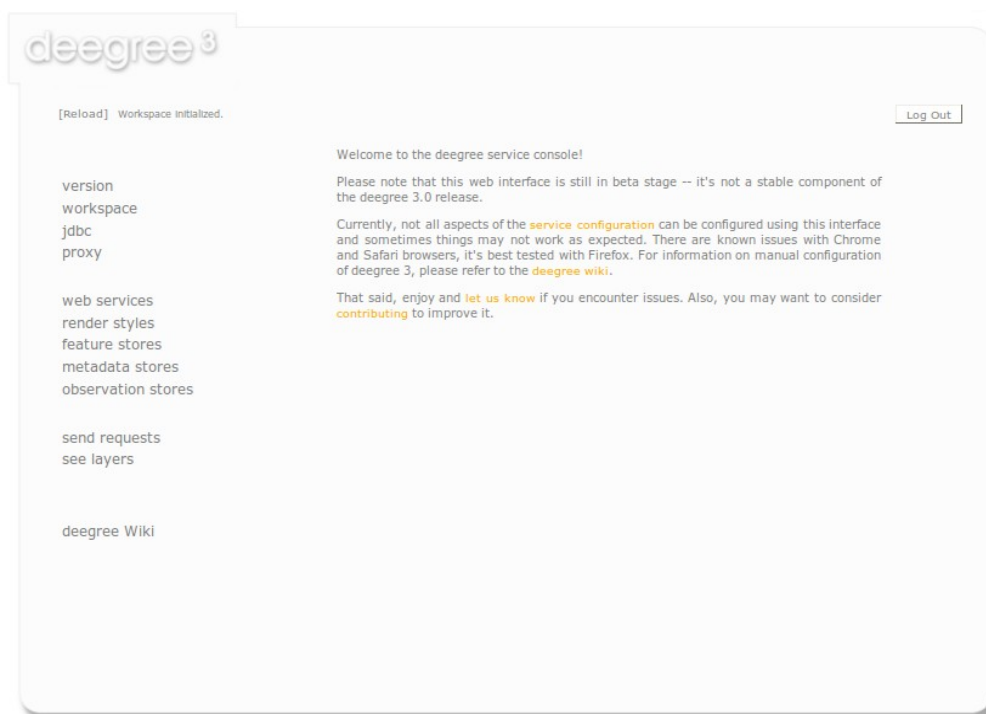 deegree 3
[Reload] Workspace initialized.
Log Out
version
workspace
jdbc
proxy
web services
render styles
feature stores
metadata stores
observation stores
send requests
see layers
deegree Wiki
Welcome to the deegree service console!
Please note that this web interface is still in beta stage -- it's not a stable component of
the deegree 3.0 release.
Currently, not all aspects of the service configuration can be configured using this interface
and sometimes things may not work as expected. There are known issues with Chrome
and Safari browsers, it's best tested with Firefox. For information on manual configuration
of deegree 3, please refer to the deegree wiki.
That said, enjoy and let us know if you encounter issues. Also, you may want to consider
contributing to improve it.